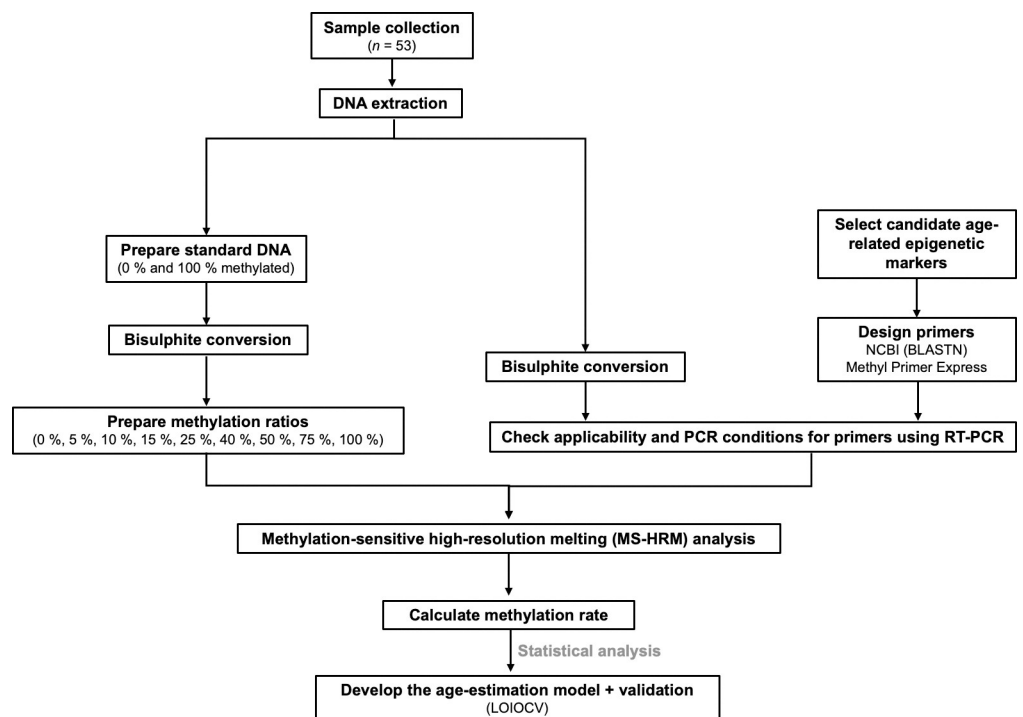 Sample collection
(n = 53)
DNA extraction
Prepare standard DNA
(0 % and 100 % methylated)
Bisulphite conversion
Prepare methylation ratios
(0 %, 5 %, 10 %, 15 %, 25 %, 40 %, 50 %, 75 %, 100 %)
Bisulphite conversion
Select candidate age-
related epigenetic
markers
Design primers
NCBI (BLASTN)
Methyl Primer Express
Check applicability and PCR conditions for primers using RT-PCR
Methylation-sensitive high-resolution melting (MS-HRM) analysis
Calculate methylation rate
Statistical analysis
Develop the age-estimation model + validation
(LOIOCV)